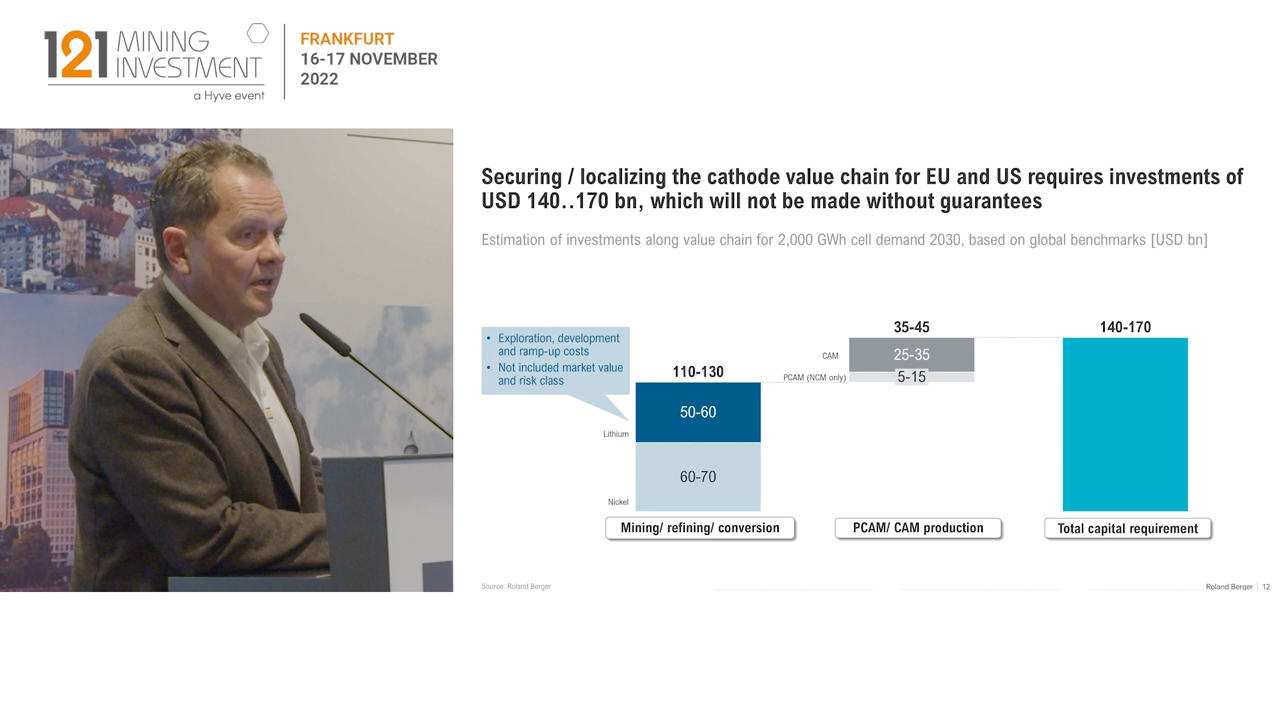 121 MINING INVESTMENT
a Hyve event
FRANKFURT
16-17 NOVEMBER
2022
Securing / localizing the cathode value chain for EU and US requires investments of
USD 140..170 bn, which will not be made without guarantees
Estimation of investments along value chain for 2,000 GWh cell demand 2030, based on global benchmarks [USD bn]
• Exploration, development
and ramp-up costs
• Not included market value
and risk class
110-130
50-60
Lithium
60-70
Nickel
Mining/ refining/ conversion
35-45
CAM
25-35
PCAM (NCM only)
5-15
PCAM/ CAM production
140-170
Total capital requirement
Source: Roland Berger
Roland Berger | 12